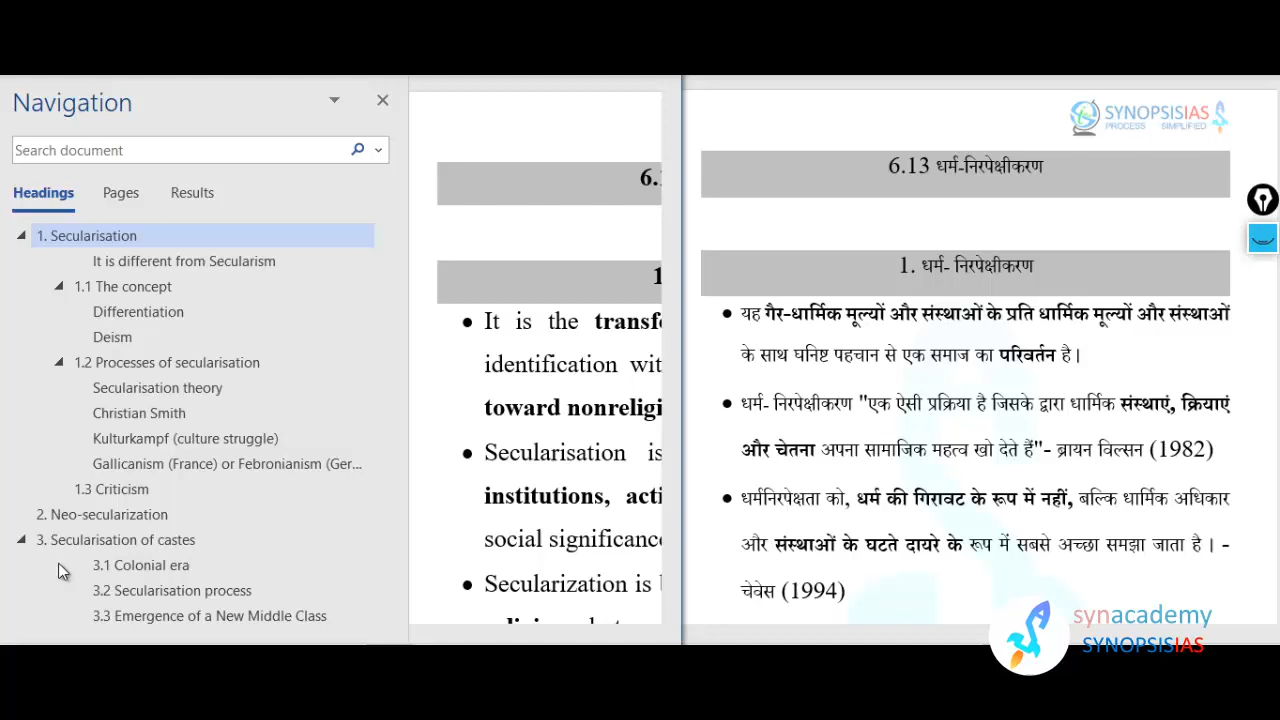 Navigation
Search document
Headings Pages Results
1. Secularisation
It is different from Secularism
1.1 The concept
Differentiation
Deism
1.2 Processes of secularisation
Secularisation theory
Christian Smith
Kulturkampf (culture struggle)
Gallicanism (France) or Febronianism (Ger...
1.3 Criticism
2. Neo-secularization
3. Secularisation of castes
3.1 Colonial era
3.2 Secularisation process
3.3 Emergence of a New Middle Class
6.
1
• It is the transf
identification wit
toward nonreligi
• Secularisation is
institutions, acti
social significance
• Secularization is
SYNOPSISIAS
PROCESS SIMPLIFIED
6.13 धर्म-निरपेक्षीकरण
1. धर्म- निरपेक्षीकरण
• यह गैर-धार्मिक मूल्यों और संस्थाओं के प्रति धार्मिक मूल्यों और संस्थाओं
के साथ घनिष्ट पहचान से एक समाज का परिवर्तन है।
• धर्म- निरपेक्षीकरण "एक ऐसी प्रक्रिया है जिसके द्वारा धार्मिक संस्थाएं, क्रियाएं
और चेतना अपना सामाजिक महत्व खो देते हैं"- ब्रायन विल्सन (1982)
• धर्मनिरपेक्षता को, धर्म की गिरावट के रूप में नहीं, बल्कि धार्मिक अधिकार
और संस्थाओं के घटते दायरे के रूप में सबसे अच्छा समझा जाता है। -
चेवेस (1994)
synacademy
SYNOPSISIAS